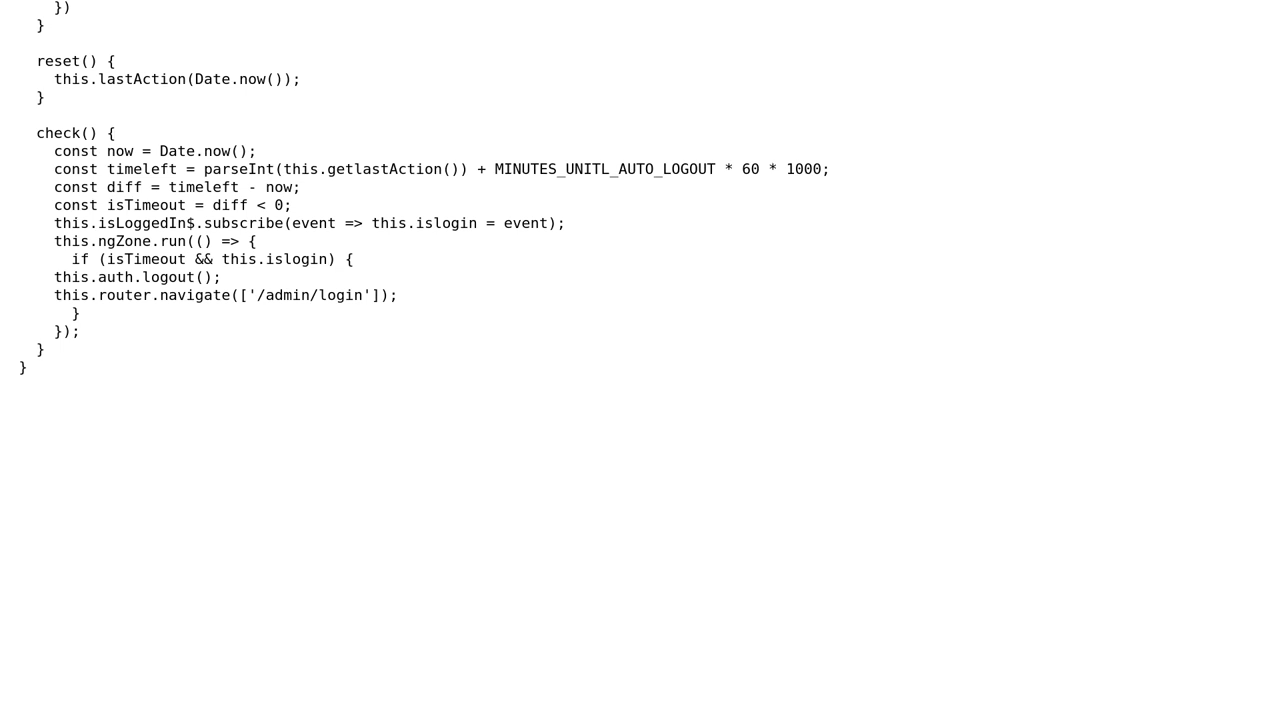 })
  }

  reset() {
    this.lastAction(Date.now());
  }

  check() {
    const now = Date.now();
    const timeleft = parseInt(this.getlastAction()) + MINUTES_UNITL_AUTO_LOGOUT * 60 * 1000;
    const diff = timeleft - now;
    const isTimeout = diff < 0;
    this.isLoggedIn$.subscribe(event => this.islogin = event);
    this.ngZone.run(() => {
      if (isTimeout && this.islogin) {
    this.auth.logout();
    this.router.navigate(['/admin/login']);
      }
    });
  }
}